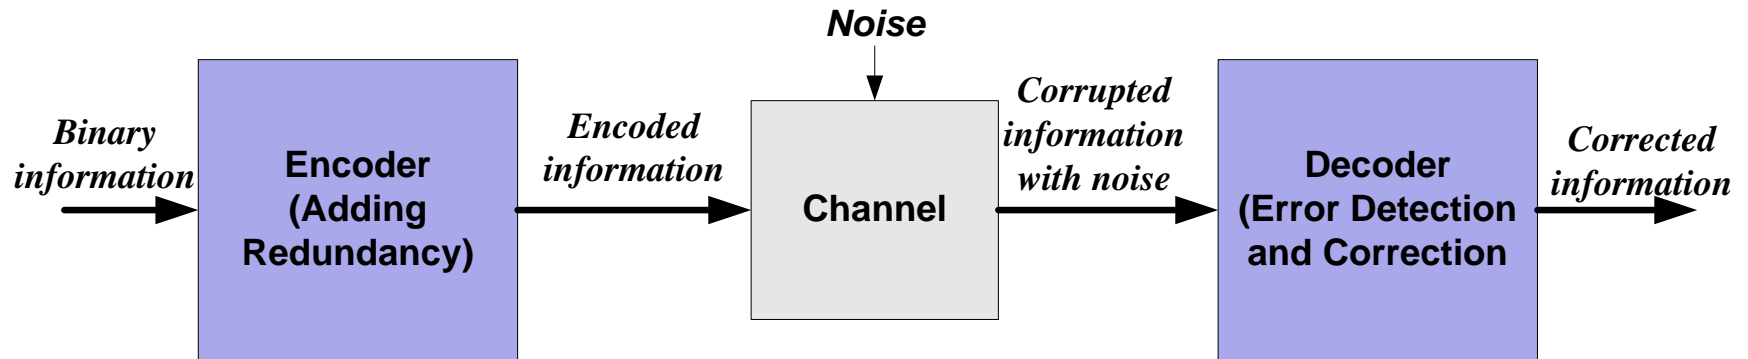 Noise
Binary
information
Encoder
(Adding
Redundancy)
Encoded
information
Channel
Corrupted
information
with noise
Decoder
(Error Detection
and Correction
Corrected
information